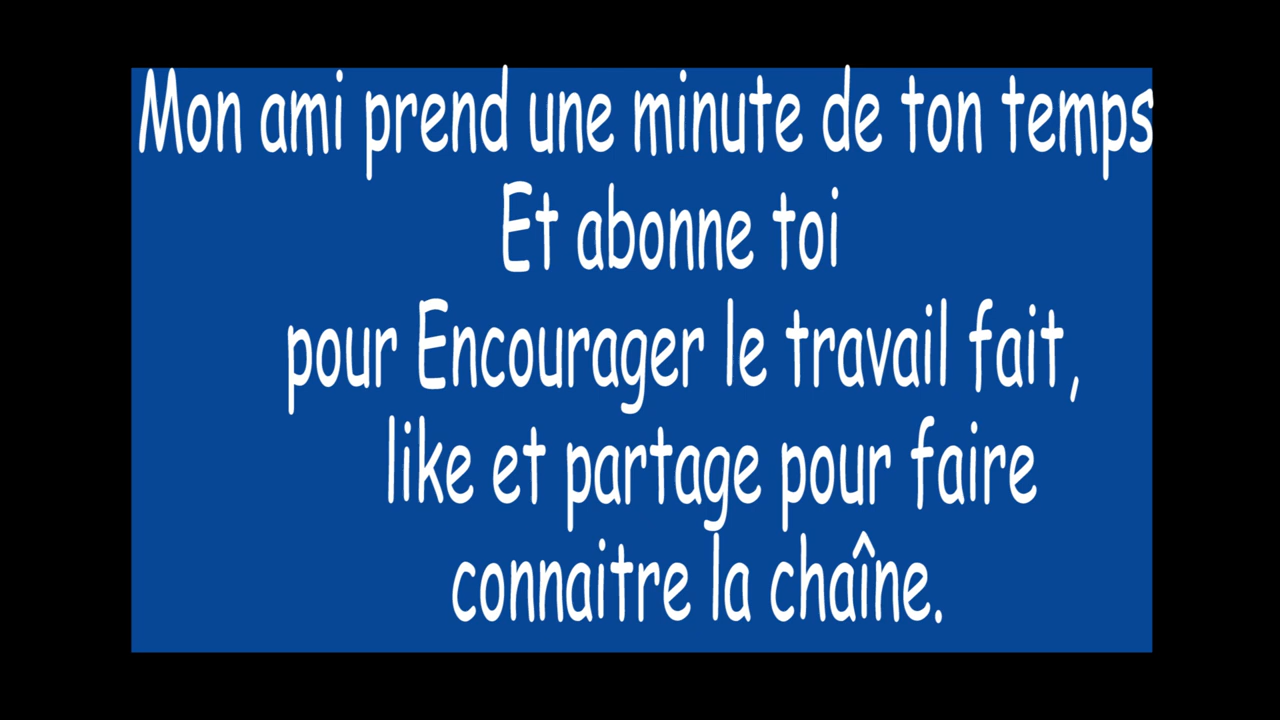 Mon ami prend une minute de ton temps
Et abonne toi
pour Encourager le travail fait,
like et partage pour faire
connaitre la chaîne.